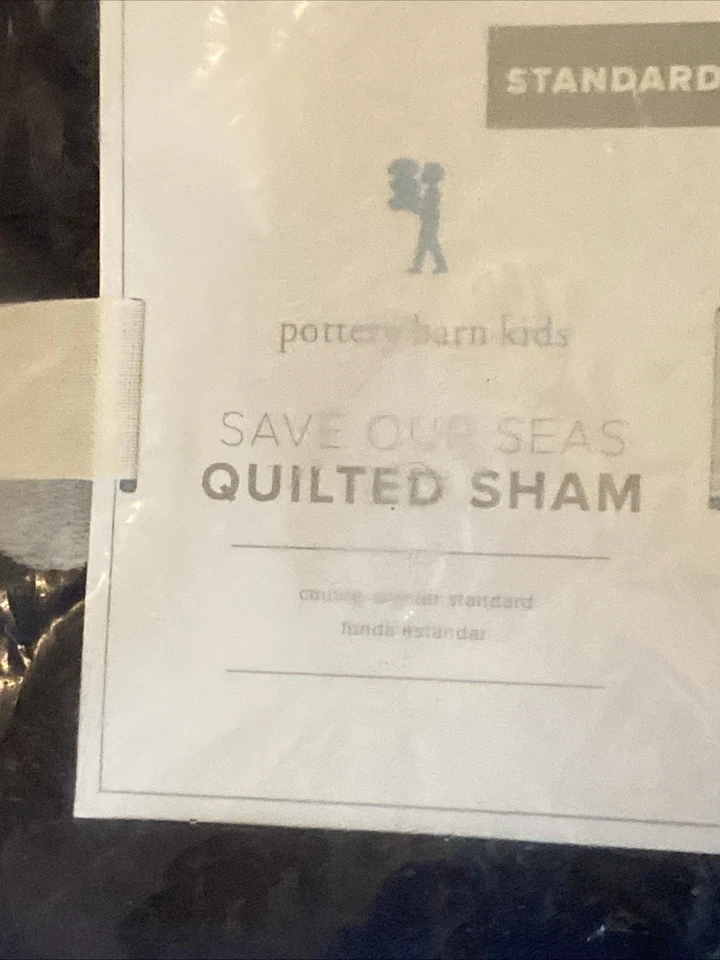 STANDARD
pottery barn kids
SAVE OUR SEAS
QUILTED SHAM
standard
funda estandar